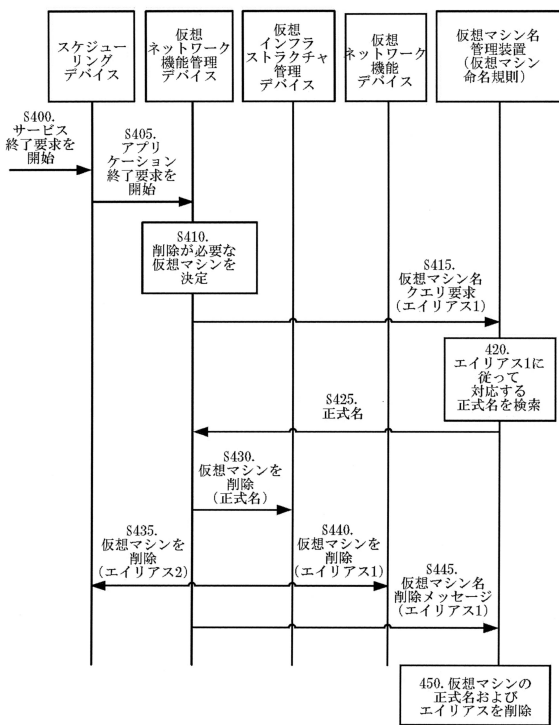 スケジュー
リング
デバイス
仮想
ネットワーク
機能管理
デバイス
仮想
インフラ
ストラクチャ
管理
デバイス
仮想
ネットワーク
機能
デバイス
仮想マシン名
管理装置
(仮想マシン
命名規則)
S400.
サービス
終了要求を
開始
S405.
アプリ
ケーション
終了要求を
開始
S410.
削除が必要な
仮想マシンを
決定
S415.
仮想マシン名
クエリ要求
(エイリアス1)
420.
エイリアス1に
従って
対応する
正式名を検索
S425.
正式名
S430.
仮想マシンを
削除
(正式名)
S435.
仮想マシンを
削除
(エイリアス2)
S440.
仮想マシンを
削除
(エイリアス1)
S445.
仮想マシン名
削除メッセージ
(エイリアス1)
450.仮想マシンの
正式名および
エイリアスを削除